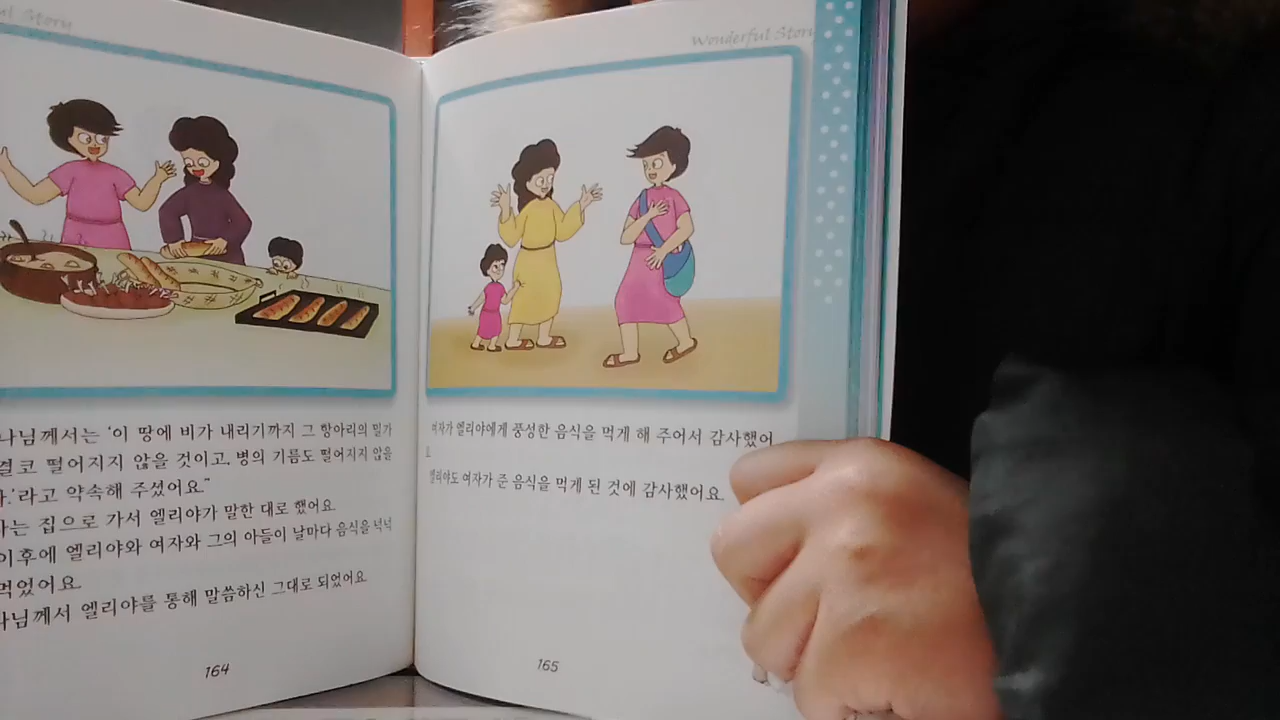 Story
나님께서는 '이 땅에 비가 내리기까지 그 항아리의 밀가
결코 떨어지지 않을 것이고, 병의 기름도 떨어지지 않을
라고 약속해 주셨어요."
는 집으로 가서 엘리야가 말한 대로 했어요.
이후에 엘리야와 여자와 그의 아들이 날마다 음식을 넉넉
먹었어요.
나님께서 엘리야를 통해 말씀하신 그대로 되었어요.
164
Wonderful Story
여자가 엘리야에게 풍성한 음식을 먹게 해 주어서 감사했어
요.
엘리야도 여자가 준 음식을 먹게 된 것에 감사했어요.
165